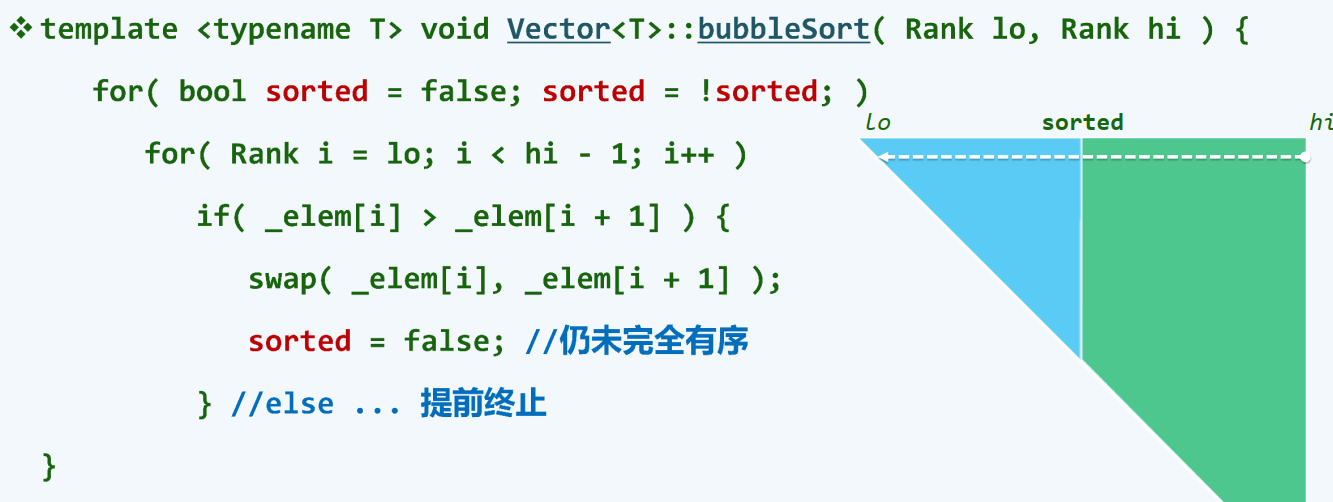 ❖ template <typename T> void Vector<T>::bubbleSort( Rank lo, Rank hi ) {
for( bool sorted = false; sorted = !sorted; )
lo sorted hi
for( Rank i = lo; i < hi - 1; i++ )
if( _elem[i] > _elem[i + 1] ) {
swap( _elem[i], _elem[i + 1] );
sorted = false; //仍未完全有序
} //else ... 提前终止
}